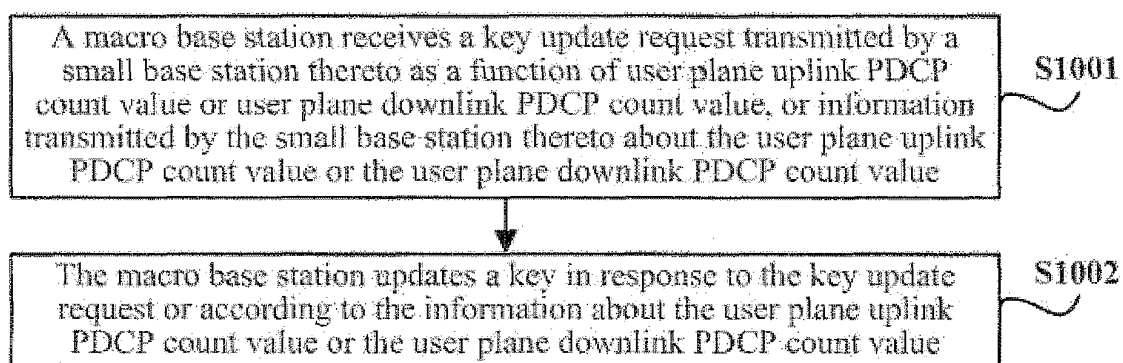 A macro base station receives a key update request transmitted by a
small base station thereto as a function of user plane uplink PDCP
count value or user plane downlink PDCP count value, or information
transmitted by the small base station thereto about the user plane uplink
PDCP count value or the user plane downlink PDCP count value
S1001
The macro base station updates a key in response to the key update
request or according to the information about the user plane uplink
PDCP count value or the user plane downlink PDCP count value
S1002